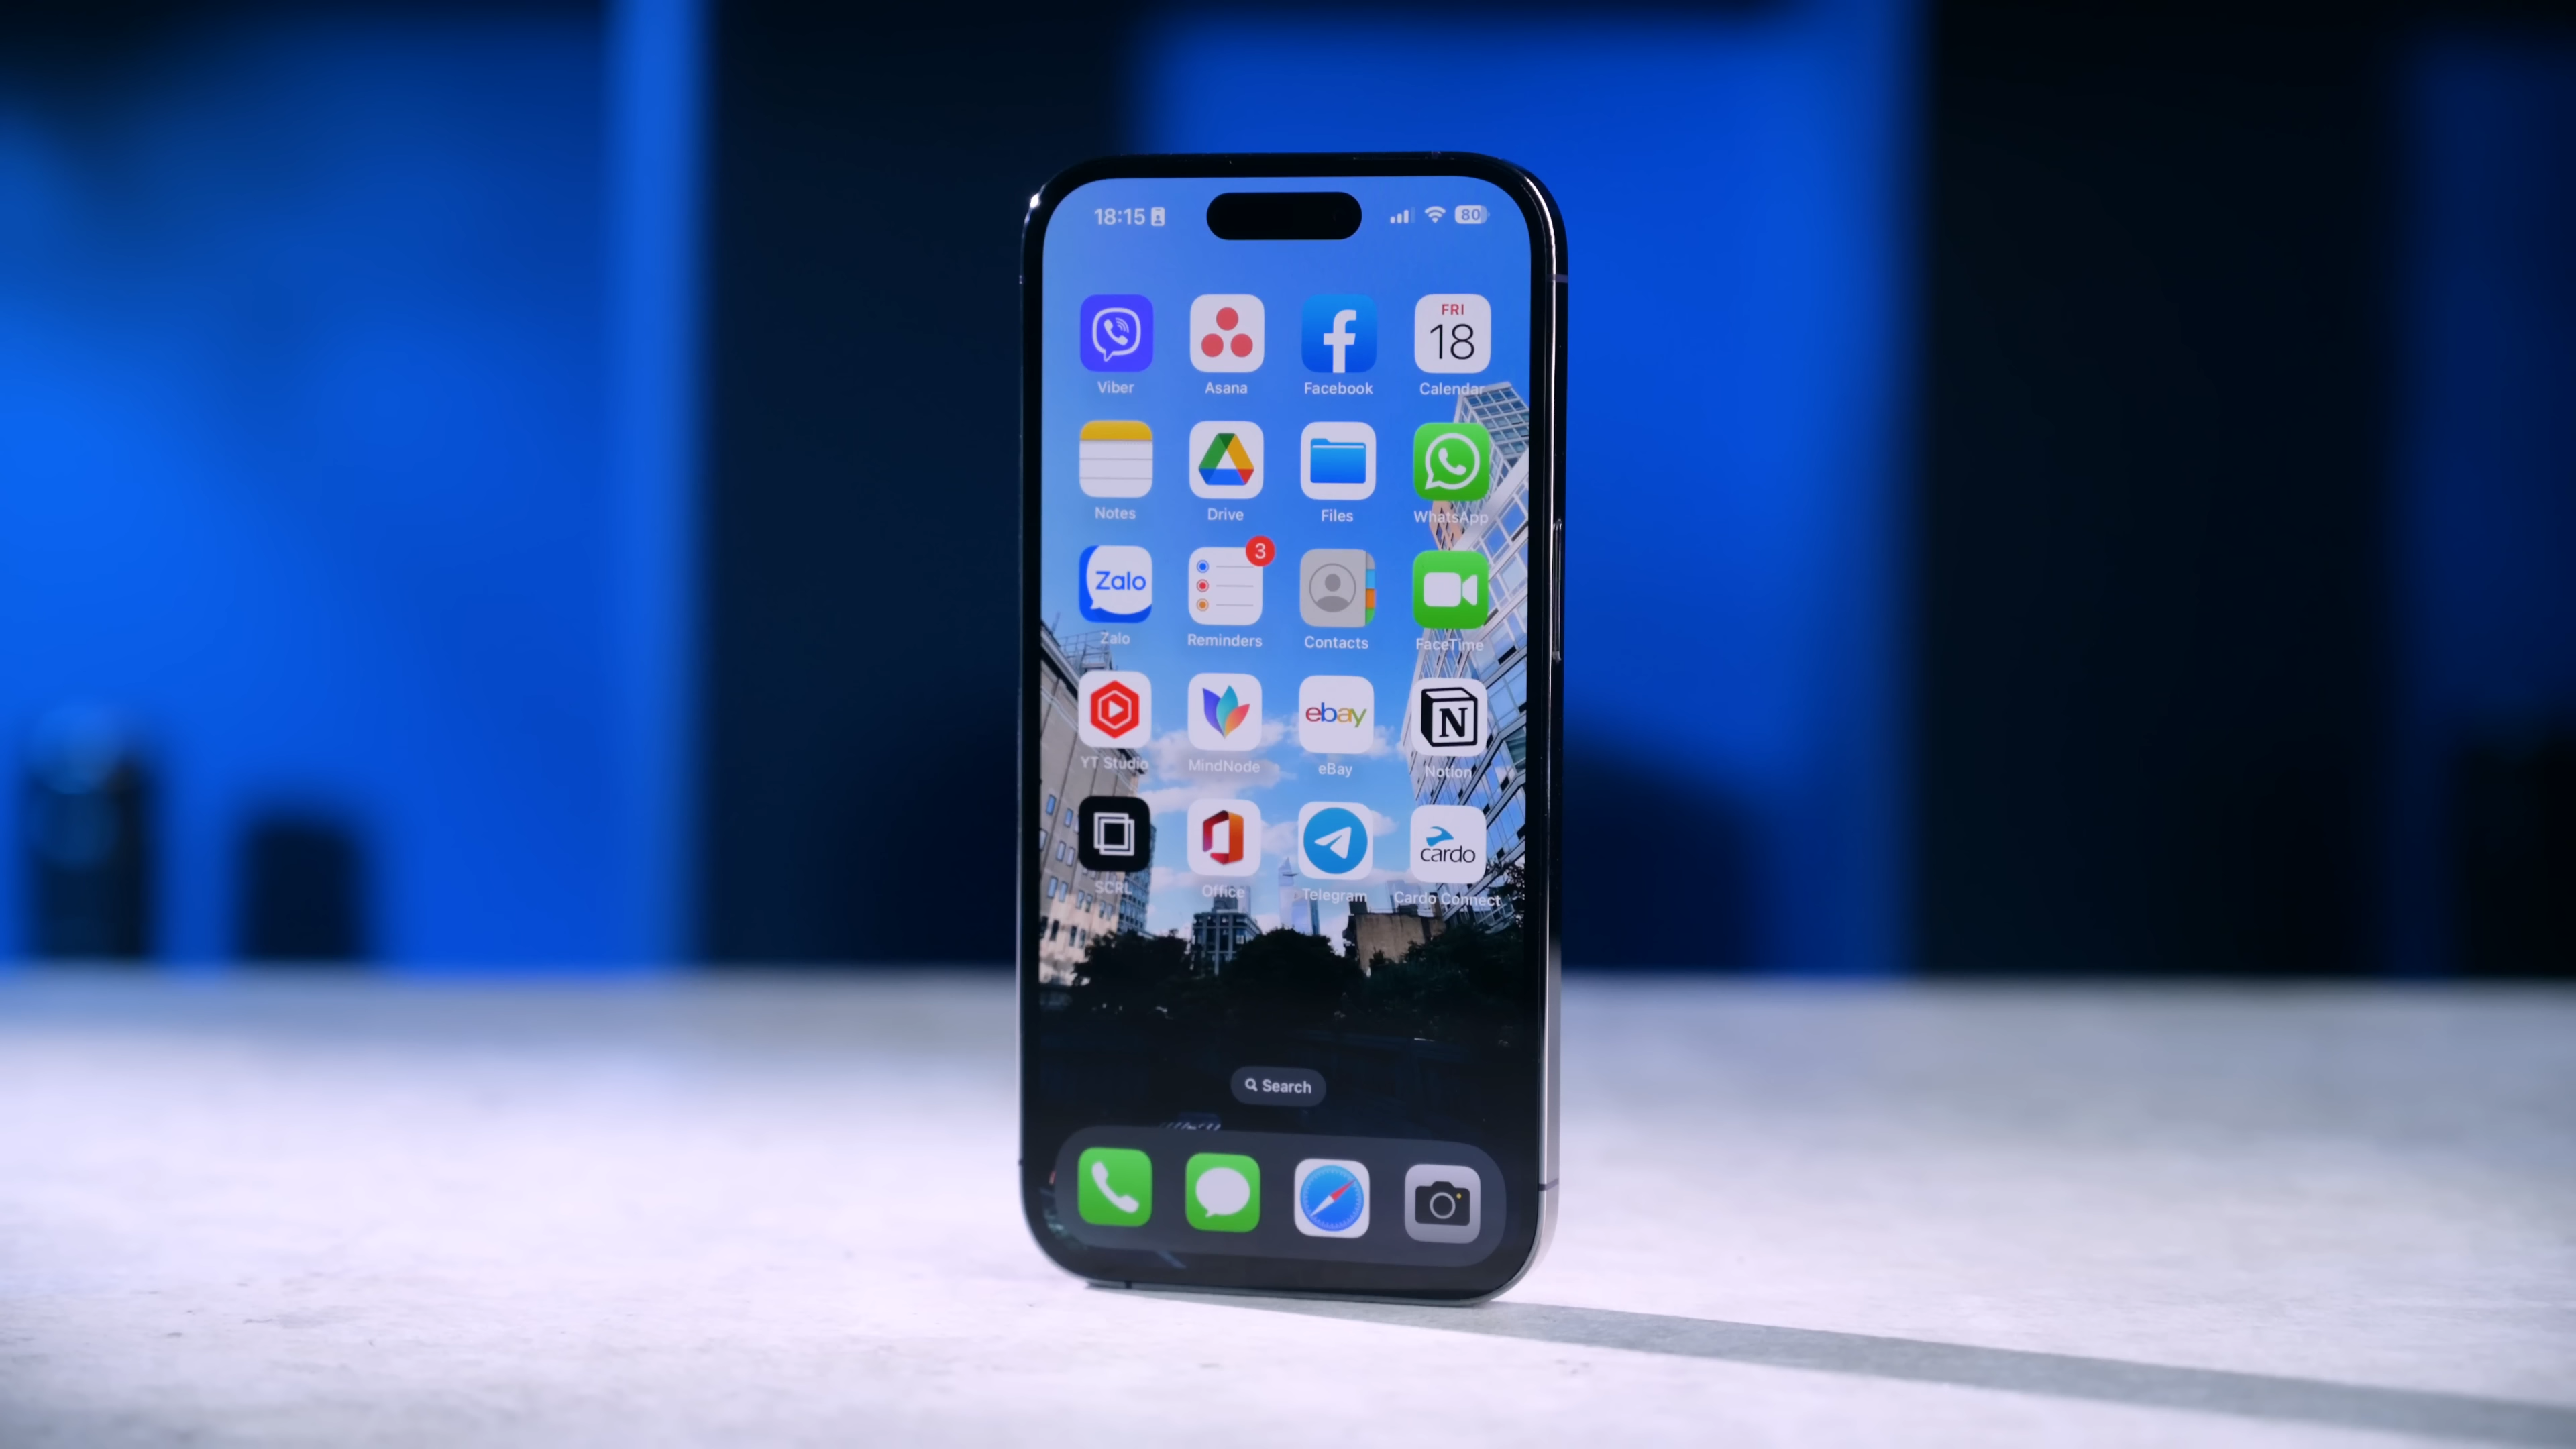 18:15 80
FRI
18
Viber Asana Facebook Calendar
Notes Drive Files WhatsApp
Zalo 3
Zalo Reminders Contacts FaceTime
ebay N
YT Studio MindNode eBay Notion
cardo
SCRL Office Telegram Cardo Connect
Search